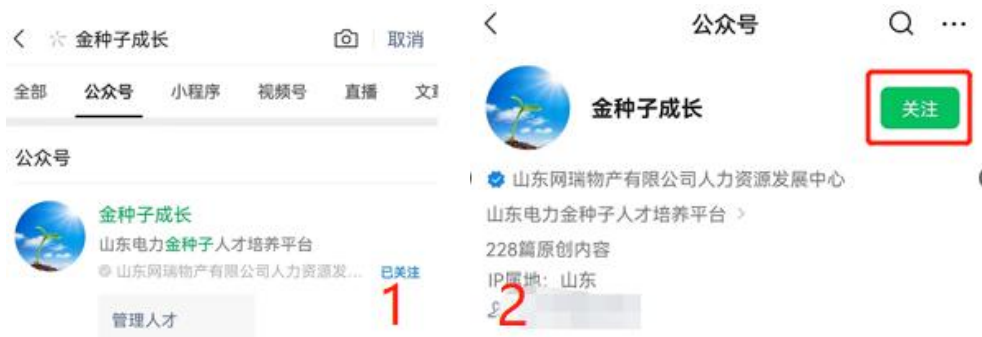 金种子成长
取消
全部 公众号 小程序 视频号 直播
公众号
金种子成长
山东电力金种子人才培养平台
山东网瑞物产有限公司人力资源发... 已关注
管理人才
1
公众号
金种子成长
关注
山东网瑞物产有限公司人力资源发展中心
山东电力金种子人才培养平台 >
228篇原创内容
IP属地：山东
2